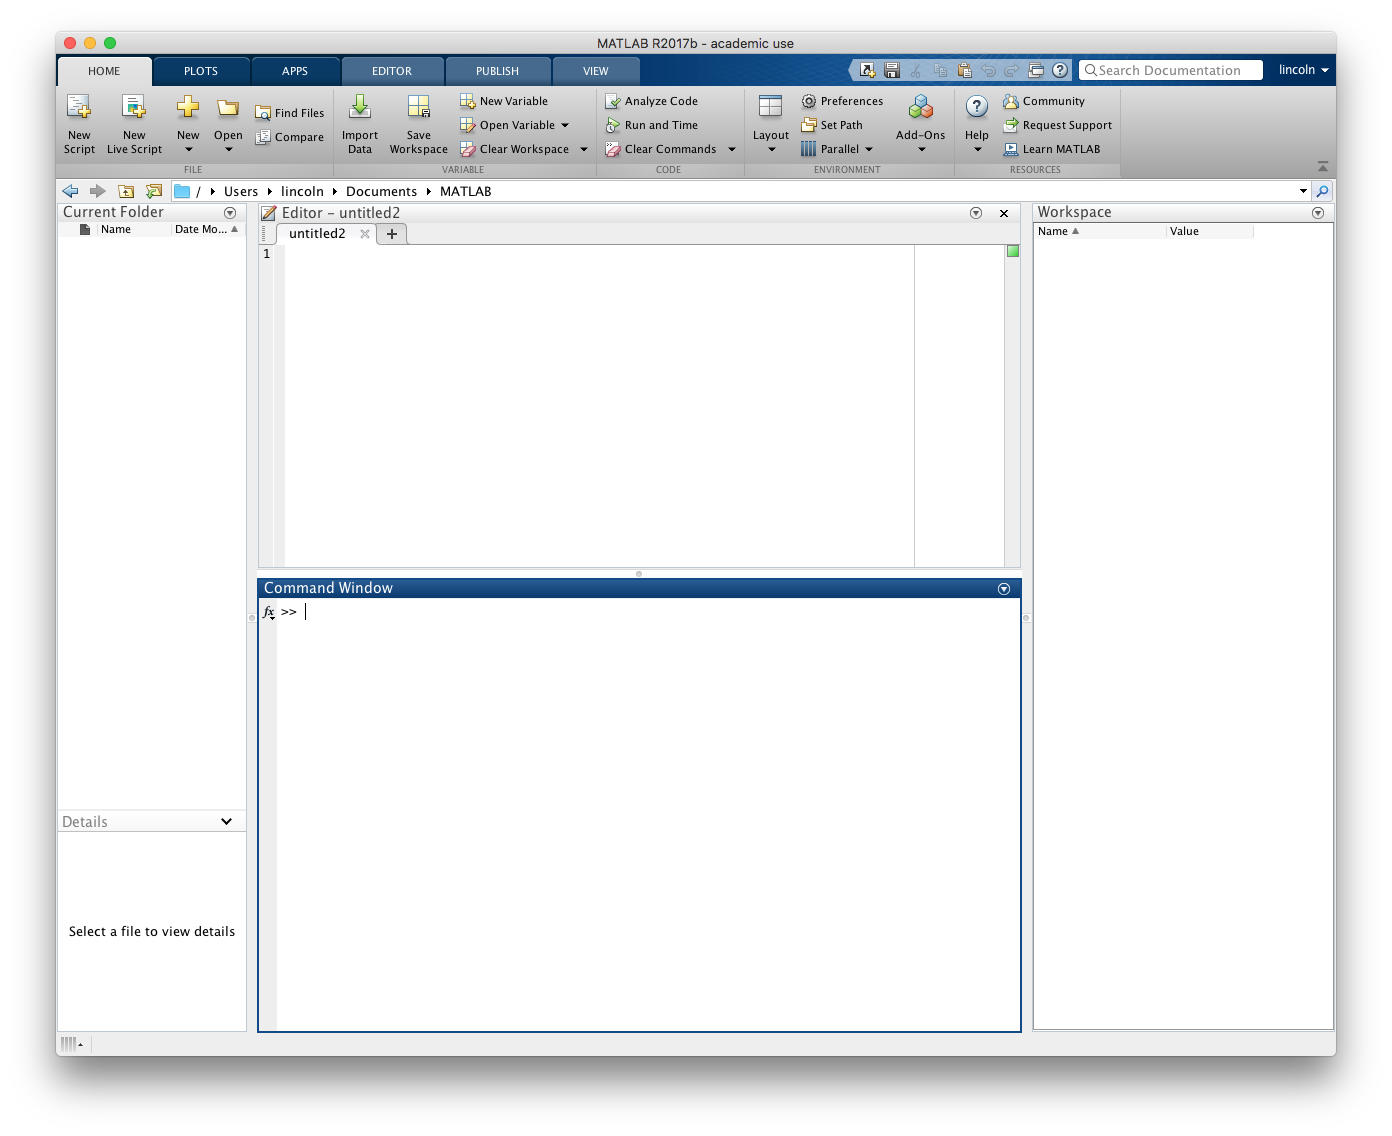 MATLAB R2017b - academic use
HOME PLOTS APPS EDITOR PUBLISH VIEW Search Documentation lincoln
New Script
New Live Script
New
Open
Find Files
Compare
FILE
Import Data
Save Workspace
New Variable
Open Variable
Clear Workspace
VARIABLE
Analyze Code
Run and Time
Clear Commands
CODE
Layout
Preferences
Set Path
Parallel
Add-Ons
ENVIRONMENT
Help
Community
Request Support
Learn MATLAB
RESOURCES
/ Users lincoln Documents MATLAB
Current Folder
Name Date Mo...
Editor - untitled2
untitled2 +
1
Workspace
Name Value
Command Window
fx >>
Details
Select a file to view details